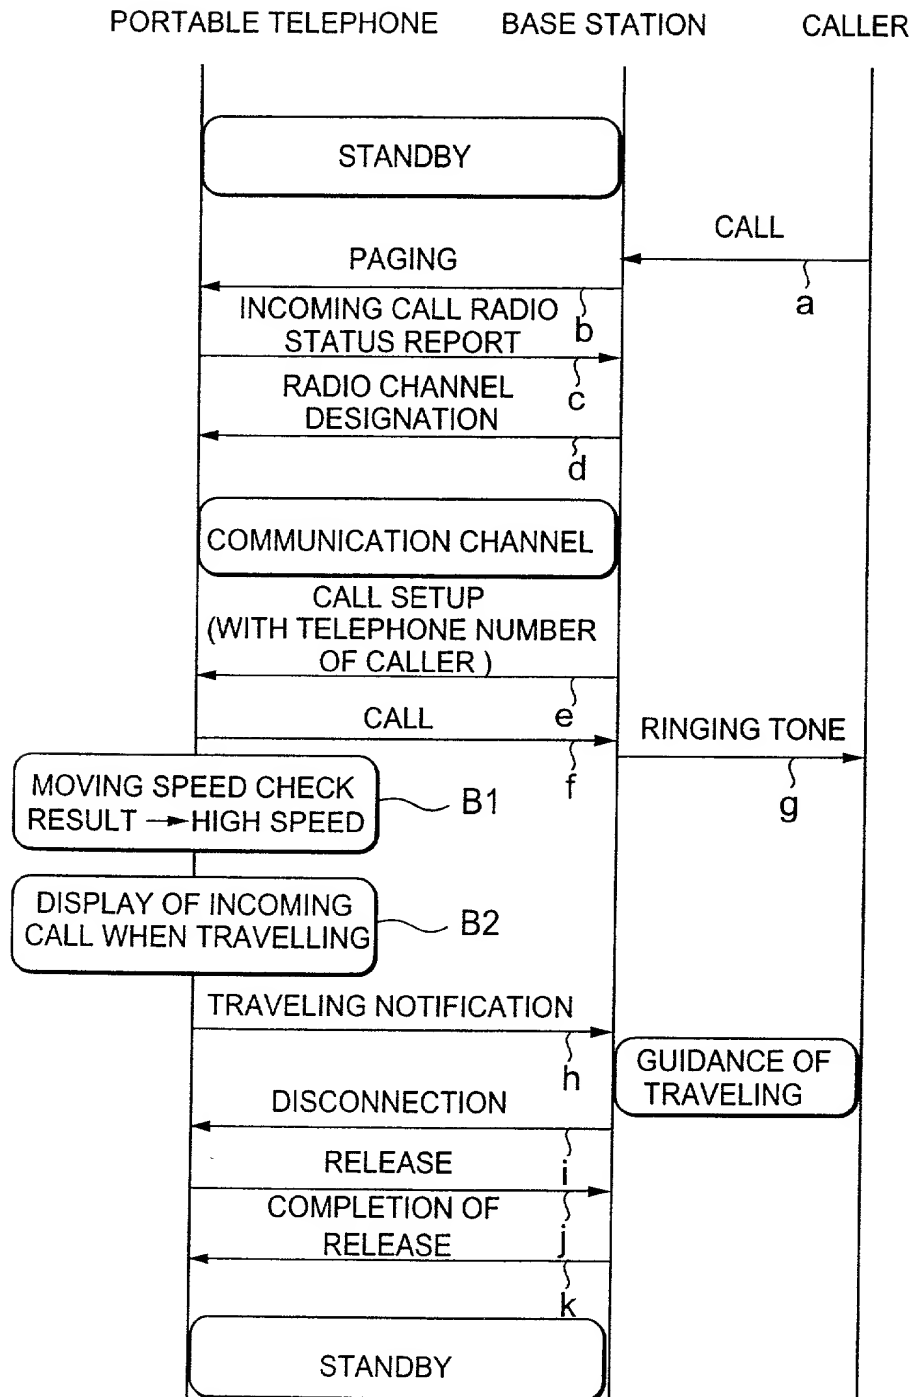 PORTABLE TELEPHONE BASE STATION CALLER
STANDBY
CALL
PAGING
a
INCOMING CALL RADIO
b
STATUS REPORT
c
RADIO CHANNEL
DESIGNATION
d
COMMUNICATION CHANNEL
CALL SETUP
(WITH TELEPHONE NUMBER
OF CALLER )
e
CALL
RINGING TONE
f
g
MOVING SPEED CHECK
RESULT → HIGH SPEED
B1
DISPLAY OF INCOMING
CALL WHEN TRAVELLING
B2
TRAVELING NOTIFICATION
h
GUIDANCE OF
TRAVELING
DISCONNECTION
i
RELEASE
j
COMPLETION OF
RELEASE
k
STANDBY